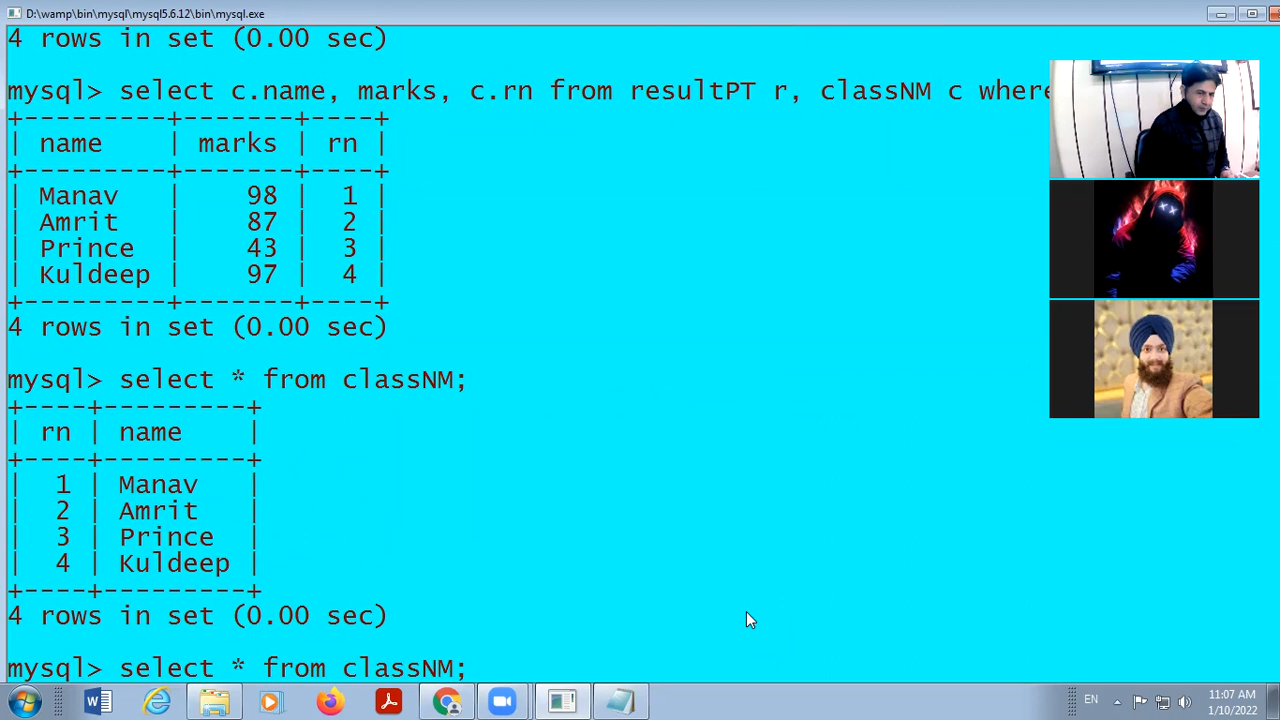 D:\wamp\bin\mysql\mysql5.6.12\bin\mysql.exe
4 rows in set (0.00 sec)
mysql> select c.name, marks, c.rn from resultPT r, classNM c where
+---------+-------+----+
| name    | marks | rn |
+---------+-------+----+
| Manav   |    98 |  1 |
| Amrit   |    87 |  2 |
| Prince  |    43 |  3 |
| Kuldeep |    97 |  4 |
+---------+-------+----+
4 rows in set (0.00 sec)
mysql> select * from classNM;
+----+---------+
| rn | name    |
+----+---------+
|  1 | Manav   |
|  2 | Amrit   |
|  3 | Prince  |
|  4 | Kuldeep |
+----+---------+
4 rows in set (0.00 sec)
mysql> select * from classNM;
EN
11:07 AM
1/10/2022